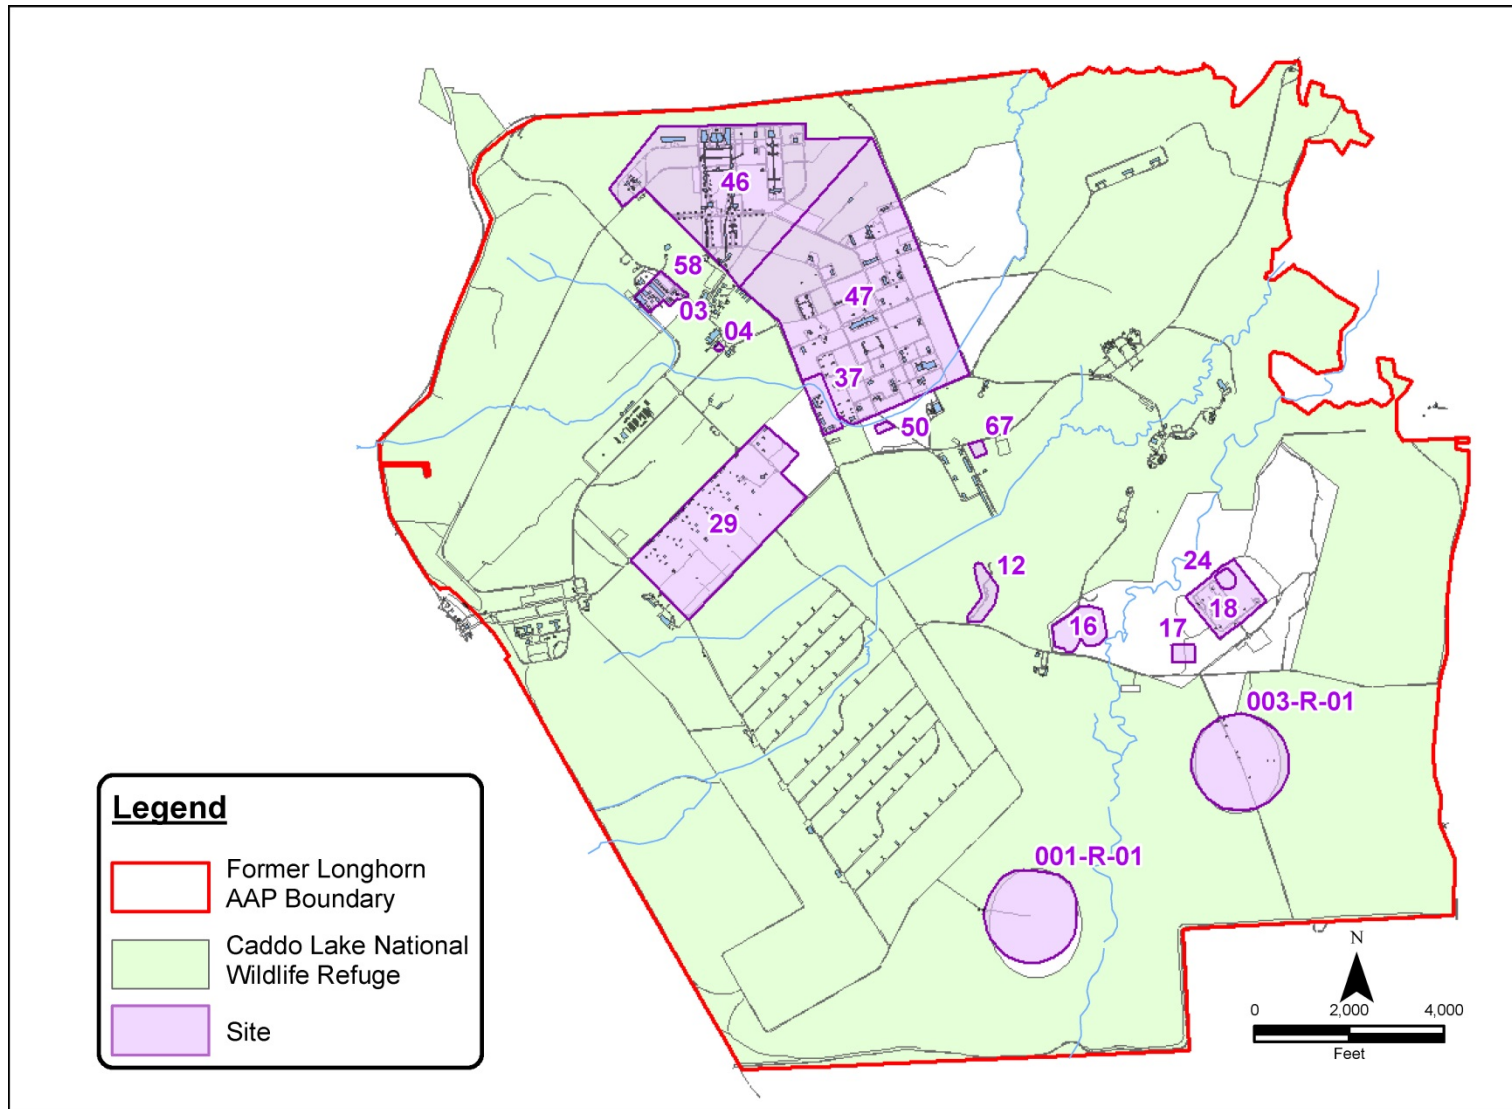 46
58
47
03
04
37
50
67
29
12
24
16
18
17
003-R-01
001-R-01
Legend
Former Longhorn
AAP Boundary
Caddo Lake National
Wildlife Refuge
Site
N
0 2,000 4,000
Feet